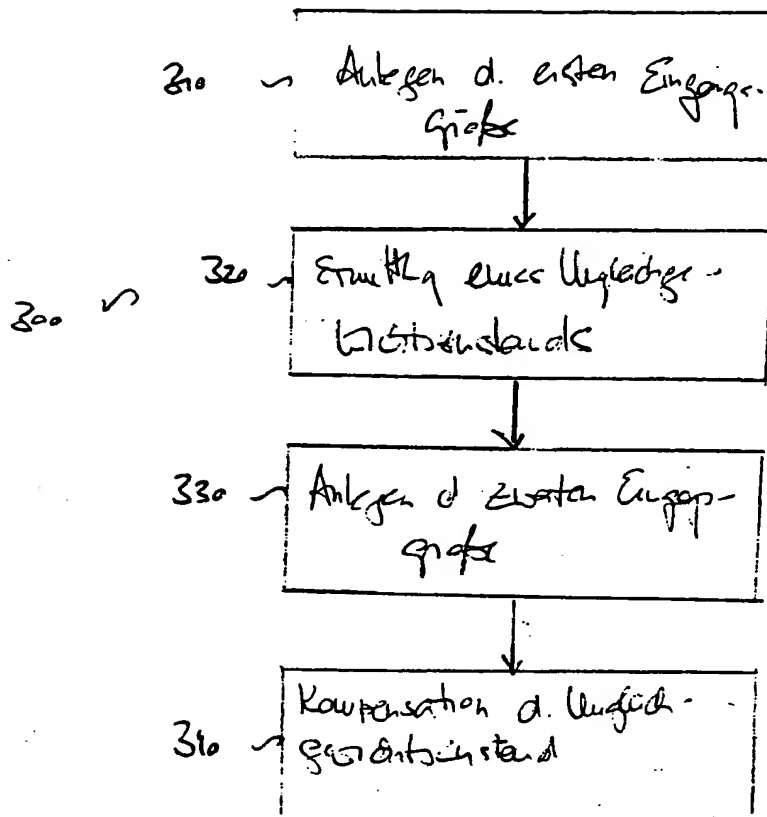 310 Anlegen d. ersten Eingangs-
größe
320 Ermittlg eines Ungleichge-
wichtszustands
300
330 Anlegen d zweiten Eingangs-
größe
Kompensation d. Ungleich-
340 gewichtszustand